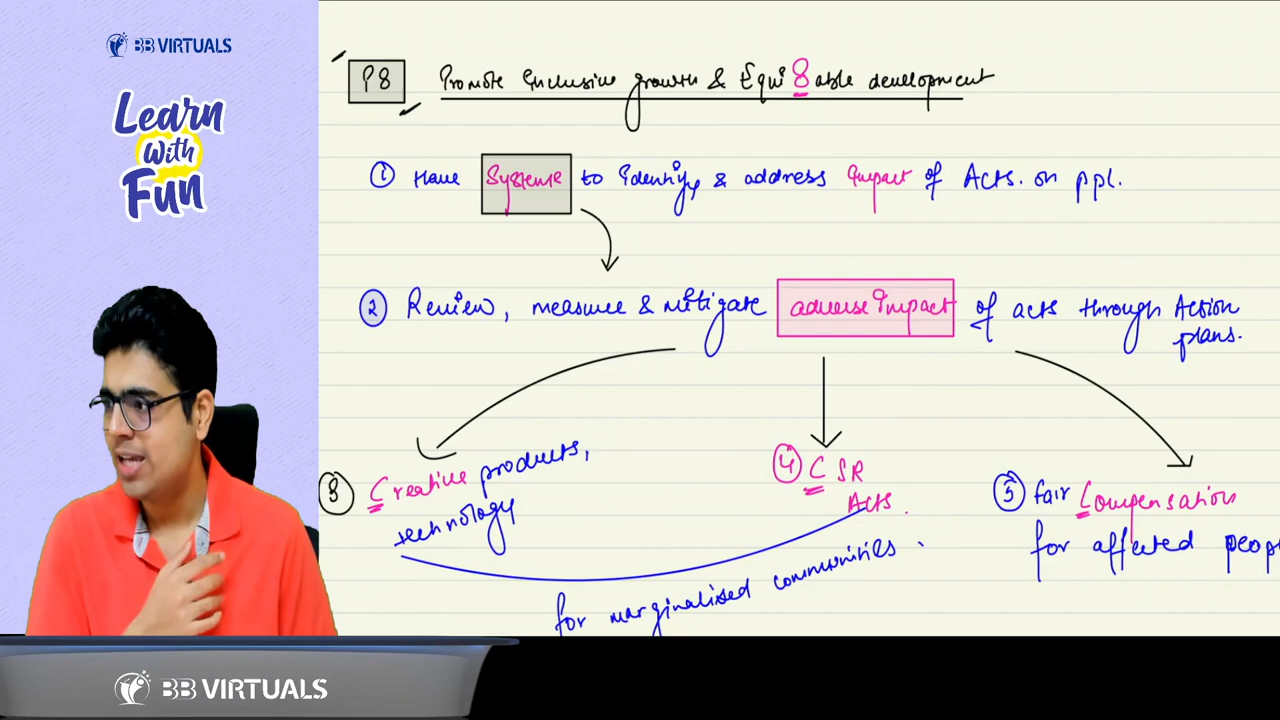 BB VIRTUALS
Learn
With
Fun
P8 Promote Inclusive growth & Equi8able development
① Have Systems to Identify & address Impact of Acts. on ppl.
② Review, measure & mitigate adverse impact of acts through Action
plans.
③ Creative products,
technology
④ CSR
Acts.
⑤ fair Compensation
for affected peop
for marginalised communities.
BB VIRTUALS